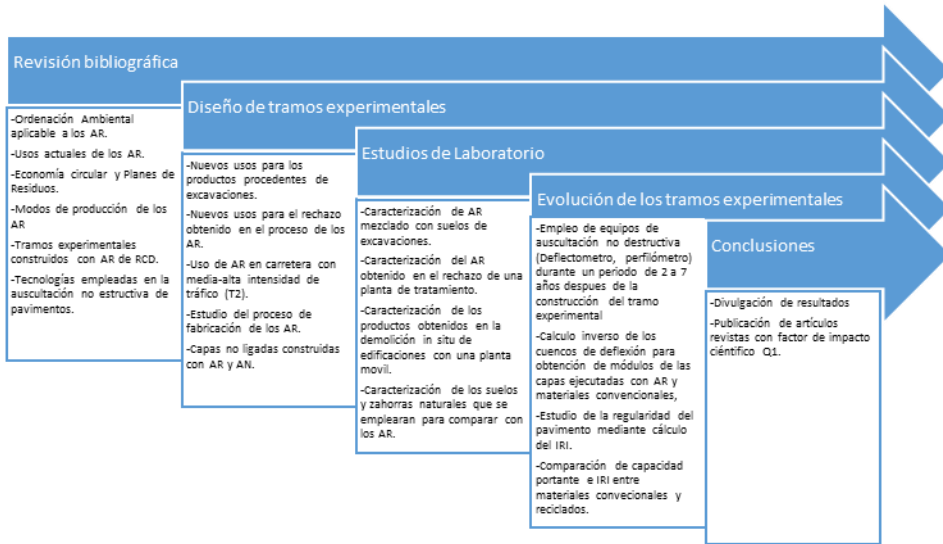 Revisión bibliográfica
-Ordenación Ambiental
aplicable a los AR.
-Usos actuales de los AR.
-Economía circular y Planes de
Residuos.
-Modos de producción de los
AR
-Tramos experimentales
construidos con AR de RCD.
-Tecnologías empleadas en la
auscultación no estructiva de
pavimentos.
Diseño de tramos experimentales
-Nuevos usos para los
productos procedentes de
excavaciones.
-Nuevos usos para el rechazo
obtenido en el proceso de los
AR.
-Uso de AR en carretera con
media-alta intensidad de
tráfico (T2).
-Estudio del proceso de
fabricación de los AR.
-Capas no ligadas construidas
con AR y AN.
Estudios de Laboratorio
-Caracterización de AR
mezclado con suelos de
excavaciones.
-Caracterización del AR
obtenido en el rechazo de una
planta de tratamiento.
-Caracterización de los
productos obtenidos en la
demolición in situ de
edificaciones con una planta
movil.
-Caracterización de los suelos
y zahorras naturales que se
emplearan para comparar con
los AR.
Evolución de los tramos experimentales
-Empleo de equipos de
auscultación no destructiva
(Deflectometro, perfilómetro)
durante un periodo de 2 a 7
años despues de la
construcción del tramo
experimental
-Calculo inverso de los
cuencos de deflexión para
obtención de módulos de las
capas ejecutadas con AR y
materiales convencionales,
-Estudio de la regularidad del
pavimento mediante cálculo
del IRI.
-Comparación de capacidad
portante e IRI entre
materiales convecionales y
reciclados.
Conclusiones
-Divulgación de resultados
-Publicación de artículos
revistas con factor de impacto
ciéntifico Q1.